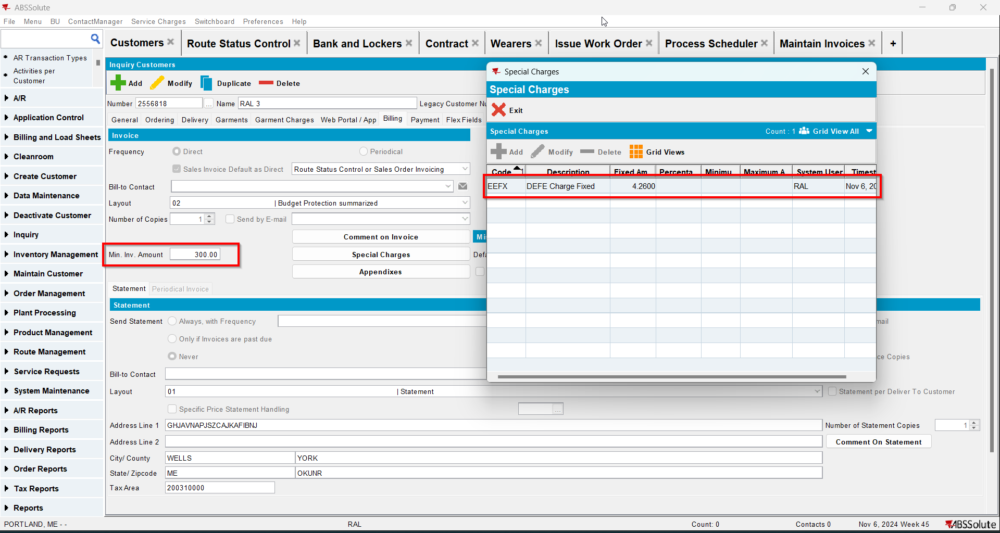 ABSSolute
File Menu BU ContactManager Service Charges Switchboard Preferences Help
Customers Route Status Control Bank and Lockers Contract Wearers Issue Work Order Process Scheduler Maintain Invoices +
AR Transaction Types
Activities per
Customer
A/R
Application Control
Billing and Load Sheets
Cleanroom
Create Customer
Data Maintenance
Deactivate Customer
Inquiry
Inventory Management
Maintain Customer
Order Management
Plant Processing
Product Management
Route Management
Service Requests
System Maintenance
A/R Reports
Billing Reports
Delivery Reports
Order Reports
Tax Reports
Reports
Inquiry Customers
Add Modify Duplicate Delete
Number 2556818 ... Name RAL 3 Legacy Customer Nu
General Ordering Delivery Garments Garment Charges Web Portal / App Billing Payment Flex Fields
Invoice
Frequency Direct Periodical
Sales Invoice Default as Direct Route Status Control or Sales Order Invoicing
Bill-to Contact
Layout 02 | Budget Protection summarized
Number of Copies 1 Send by E-mail
Comment on Invoice Mi
Min. Inv. Amount 300.00 Special Charges Defa
Appendixes
Statement Periodical Invoice
Statement
Send Statement Always, with Frequency mail
Only if Invoices are past due
Never ce Copies
Bill-to Contact
Layout 01 | Statement Statement per Deliver To Customer
Specific Price Statement Handling ...
Address Line 1 GHJAVNAPJSZCAJKAFIBNJ Number of Statement Copies 1
Address Line 2 Comment On Statement
City/ County WELLS YORK
State/ Zipcode ME OKUNR
Tax Area 200310000
Special Charges
Special Charges
Exit
Special Charges Count : 1 Grid View All
Add Modify Delete Grid Views
Code 1 Description Fixed Am Percenta Minimu Maximum A System User Timest
EEFX DEFE Charge Fixed 4.2600 RAL Nov 6, 20
PORTLAND, ME - - RAL Count: 0 Contacts 0 Nov 6, 2024 Week 45 ABSSolute